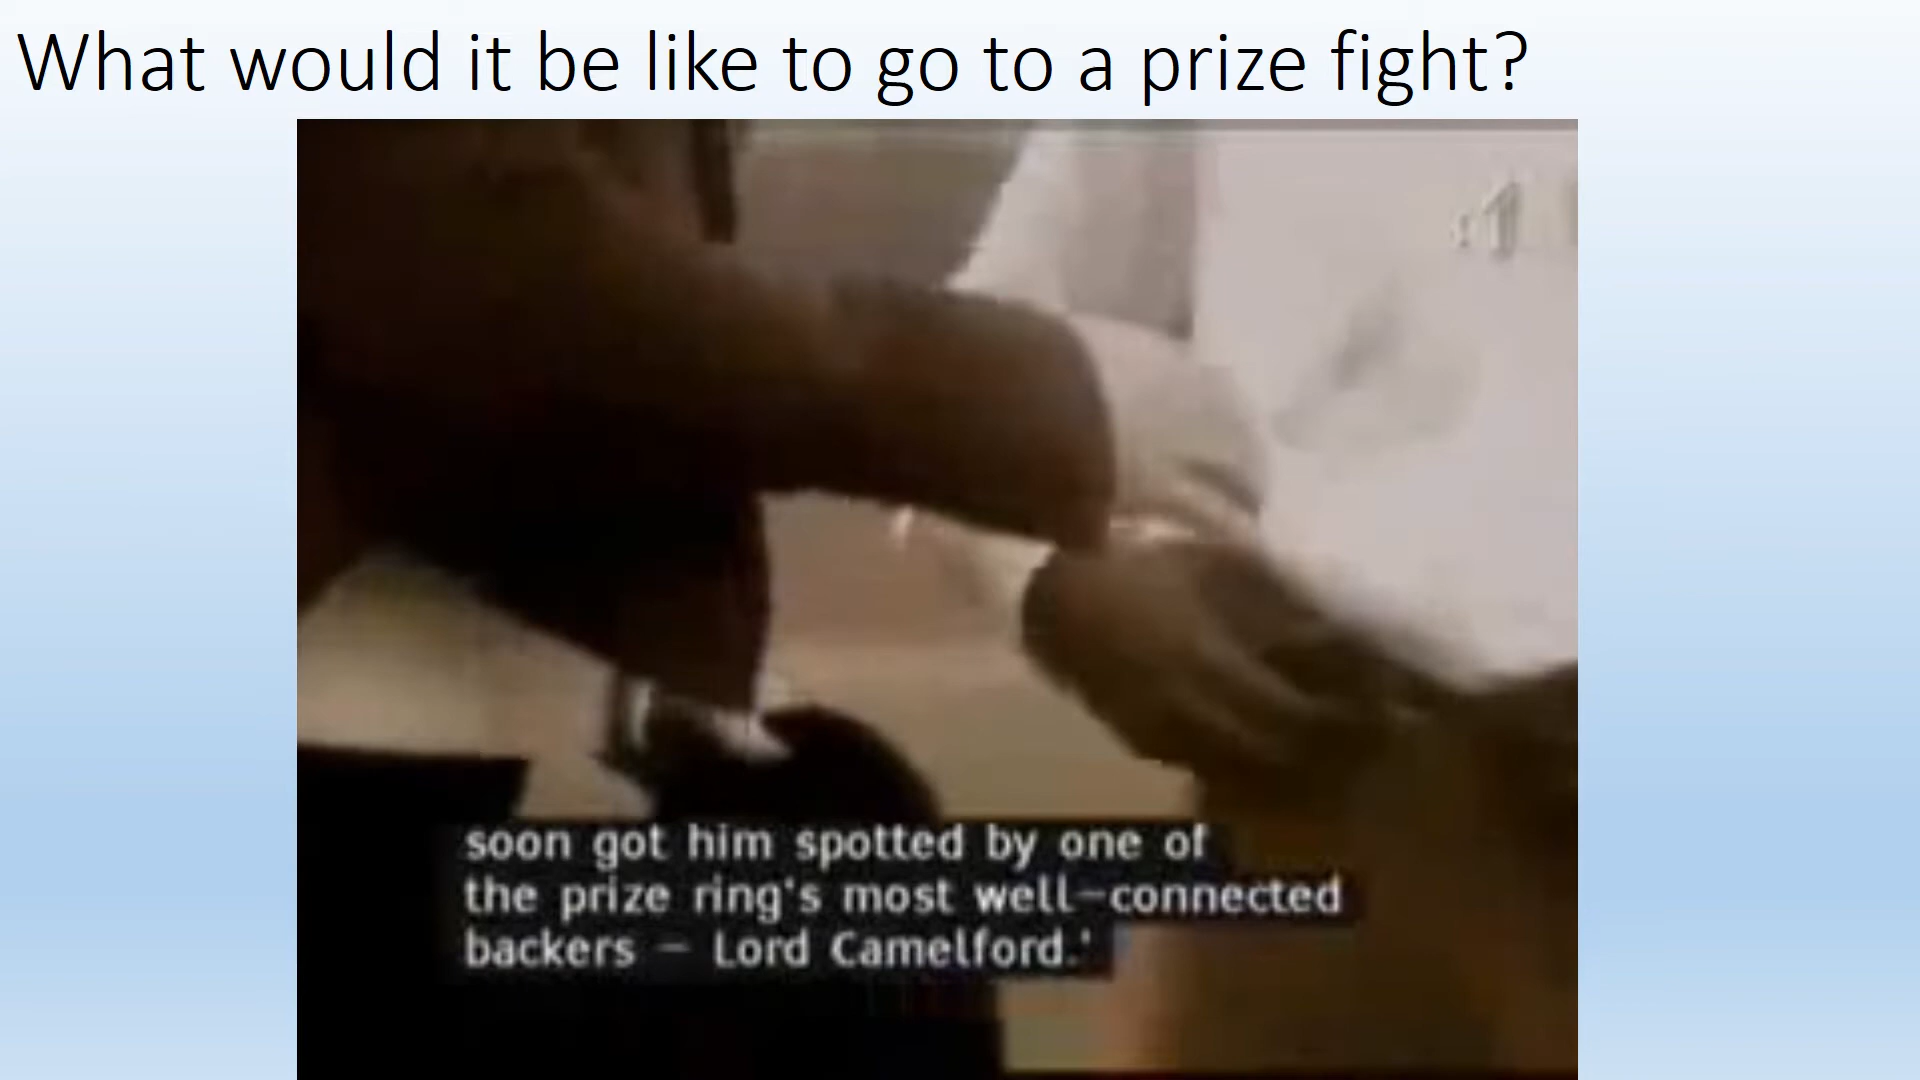 What would it be like to go to a prize fight?
soon got him spotted by one of
the prize ring's most well-connected
backers – Lord Camelford.'